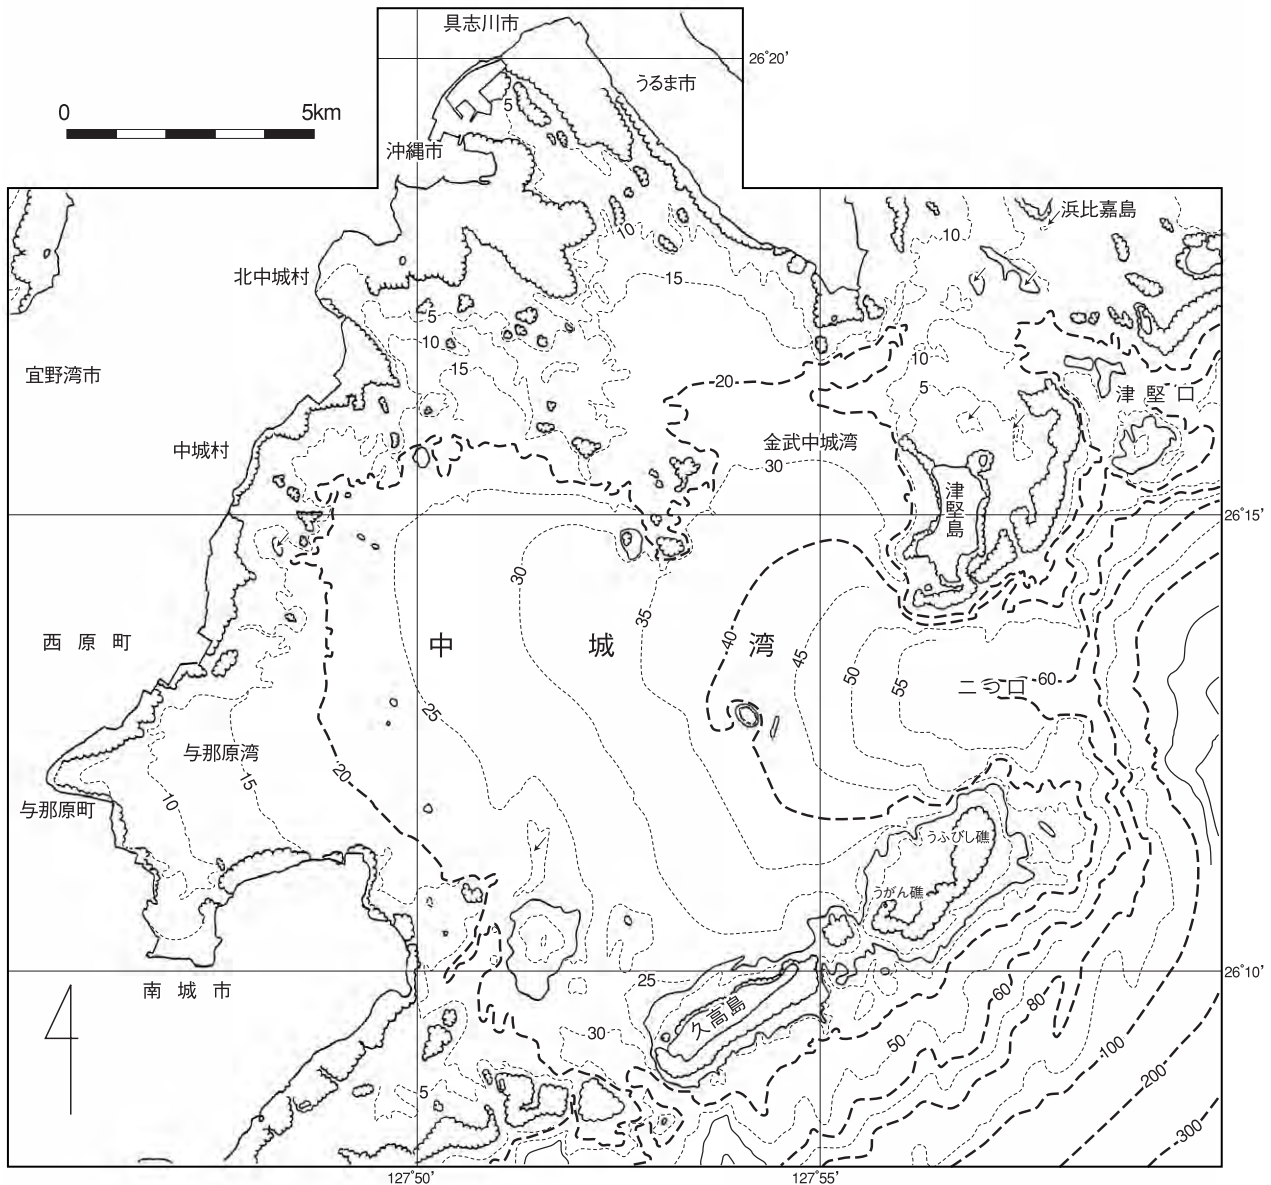 具志川市
26°20'
うるま市
0 5km
5
沖縄市
浜比嘉島
10
10
15
北中城村
5
10
10
15
宜野湾市
20
5
津堅口
中城村
金武中城湾
30
津堅島
26°15'
30
35
40
西原町
中城湾
45
50
55
二つ口
60
25
与那原湾
20
15
10
与那原町
うふびし礁
うがん礁
26°10'
南城市
25
久高島
60
80
30
50
100
200
5
300
127°50'
127°55'